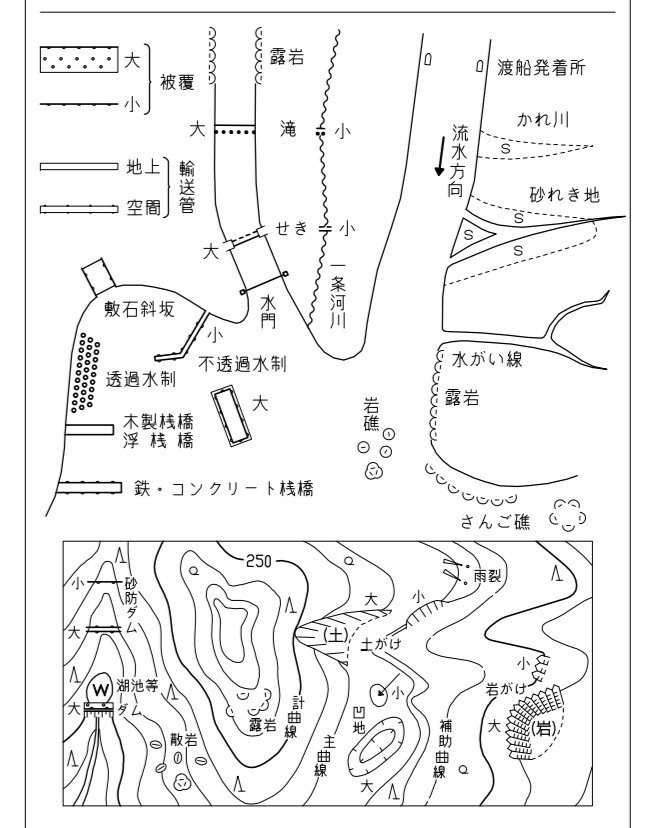 大
小
被覆
地上
空間
輸送管
露岩
大
滝
小
大
せき
小
水門
一条河川
渡船発着所
かれ川
S
流水方向
砂れき地
S
S
S
敷石斜坂
小
不透過水制
透過水制
大
木製桟橋
浮桟橋
鉄・コンクリート桟橋
岩礁
水がい線
露岩
さんご礁
250
小
砂防ダム
大
W
湖池等
大
ダム
散岩
露岩
計曲線
主曲線
(土)
大
土がけ
小
雨裂
小
凹地
大
補助曲線
小
岩がけ
大
(岩)